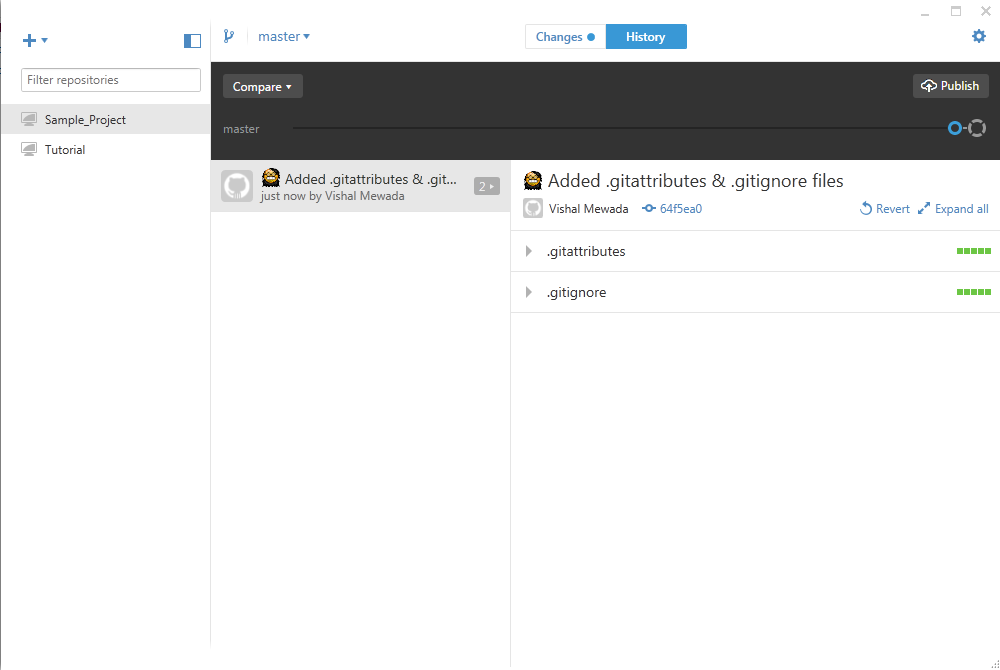 master
Changes
History
Filter repositories
Compare
Publish
Sample_Project
master
Tutorial
Added .gitattributes & .git...
just now by Vishal Mewada
2
Added .gitattributes & .gitignore files
Vishal Mewada
64f5ea0
Revert
Expand all
.gitattributes
.gitignore